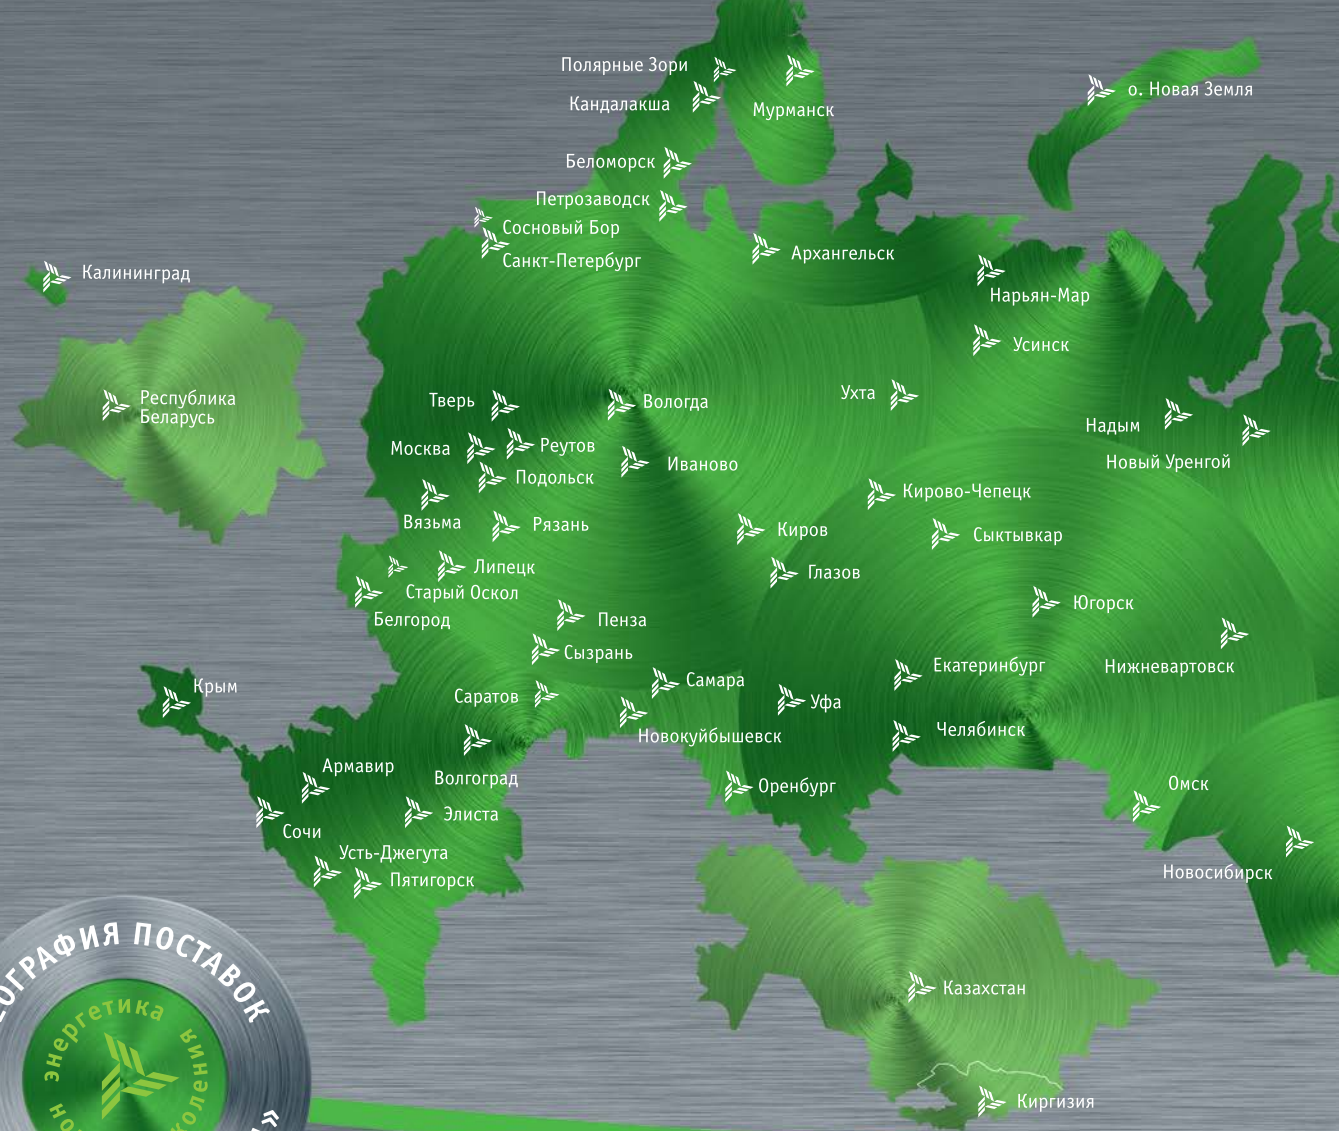 Полярные Зори
Кандалакша
Мурманск
о. Новая Земля
Беломорск
Петрозаводск
Сосновый Бор
Санкт-Петербург
Архангельск
Калининград
Нарьян-Мар
Усинск
Республика
Беларусь
Тверь
Вологда
Ухта
Надым
Новый Уренгой
Москва
Реутов
Иваново
Подольск
Кирово-Чепецк
Вязьма
Рязань
Киров
Сыктывкар
Липецк
Глазов
Старый Оскол
Белгород
Пенза
Югорск
Сызрань
Екатеринбург
Нижневартовск
Крым
Саратов
Самара
Уфа
Новокуйбышевск
Челябинск
Армавир
Волгоград
Оренбург
Омск
Сочи
Элиста
Усть-Джегута
Пятигорск
Новосибирск
ОГРАФИЯ ПОСТАВОК
энергетика
Казахстан
Киргизия